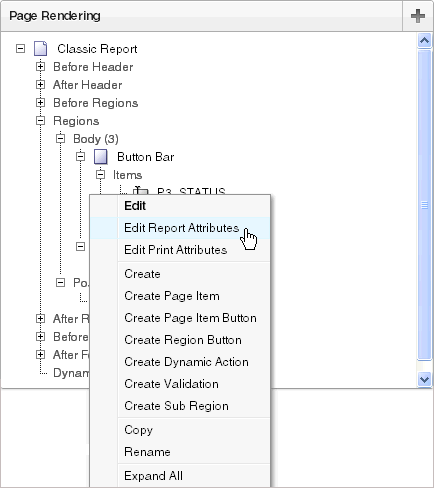 Page Rendering
Classic Report
Before Header
After Header
Before Regions
Regions
Body (3)
Button Bar
Items
P3_STATUS
Edit
Edit Report Attributes
Edit Print Attributes
Create
Create Page Item
Create Page Item Button
Create Region Button
Create Dynamic Action
Create Validation
Create Sub Region
Copy
Rename
Expand All
Po
After R
Before
After Fo
Dynam